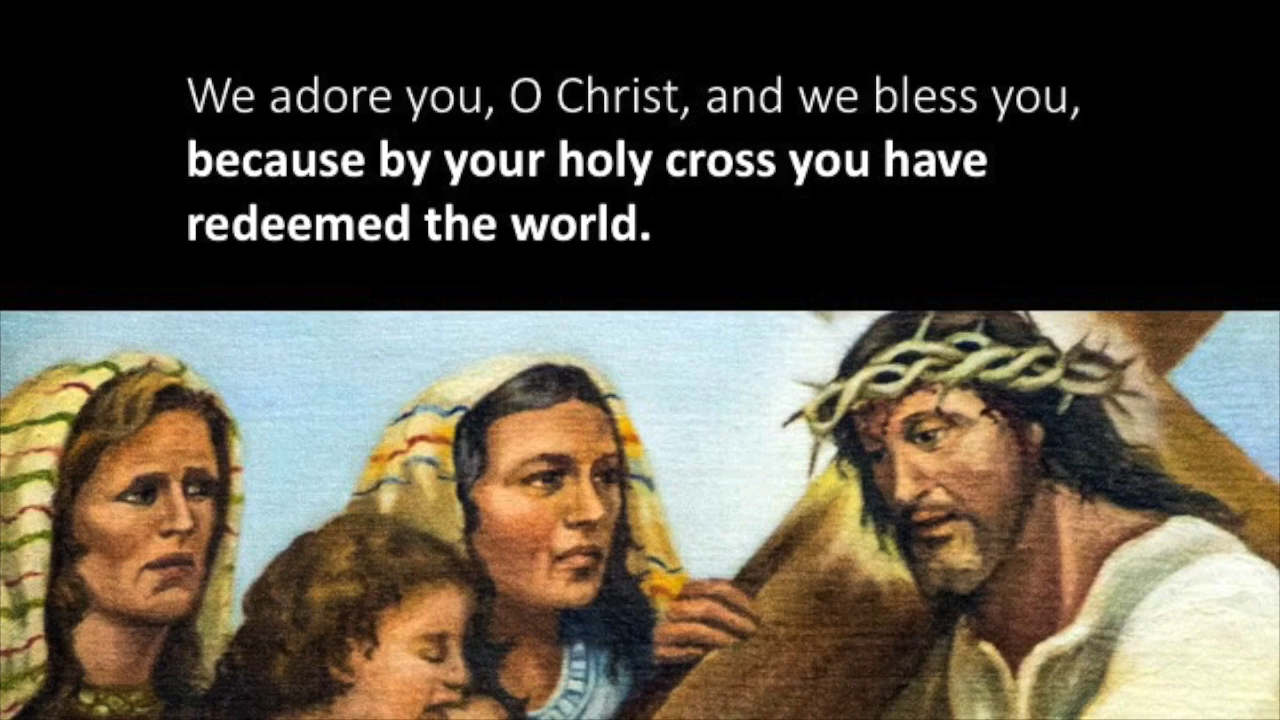 We adore you, O Christ, and we bless you,
because by your holy cross you have
redeemed the world.